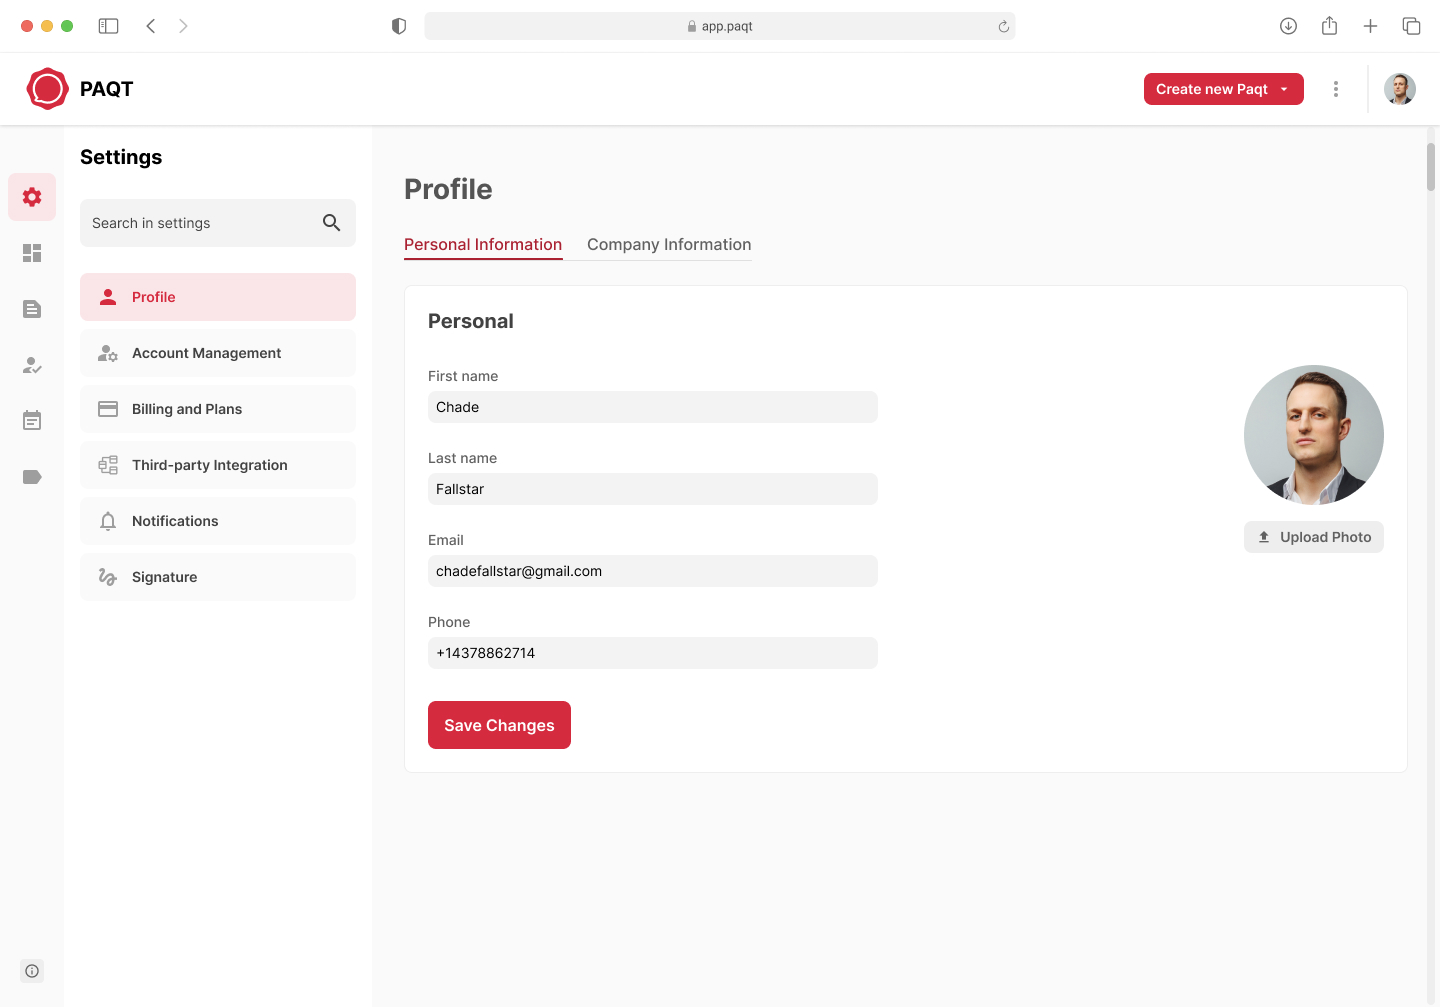 app.paqt
PAQT
Create new Paqt
Settings
Search in settings
Profile
Account Management
Billing and Plans
Third-party Integration
Notifications
Signature
Profile
Personal Information
Company Information
Personal
First name
Chade
Last name
Fallstar
Email
chadefallstar@gmail.com
Phone
+14378862714
Save Changes
Upload Photo